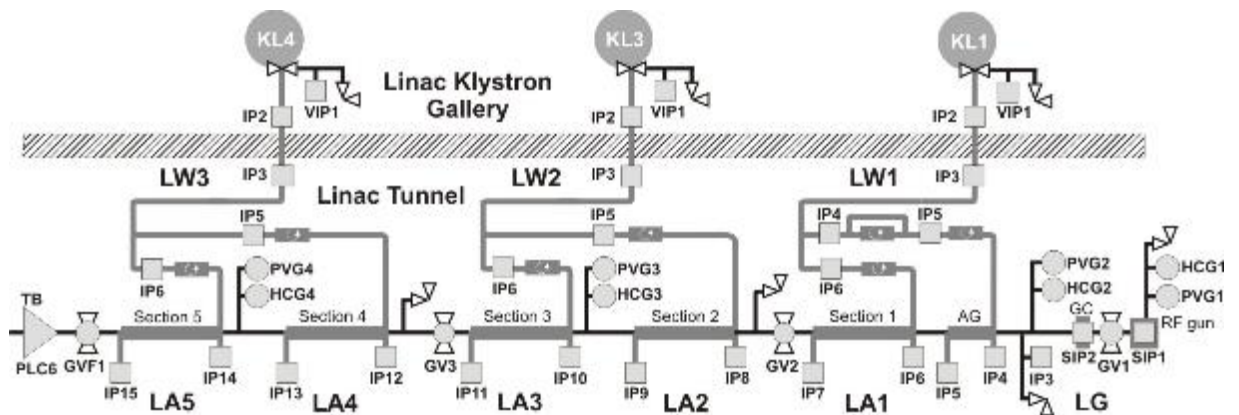 KL4
KL3
KL1
Linac Klystron
Gallery
VIP1
VIP1
VIP1
IP2
IP2
IP2
LW3
IP3
LW2
IP3
LW1
IP3
Linac Tunnel
IP5
IP5
IP4
IP5
IP6
IP6
IP6
PVG4
HCG4
PVG3
HCG3
PVG2
HCG2
HCG1
PVG1
TB
Section 5
Section 4
Section 3
Section 2
Section 1
AG
GC
RF gun
PLC6
GVF1
GV3
GV2
SIP2
GV1
SIP1
IP15
IP14
IP13
IP12
IP11
IP10
IP9
IP8
IP7
IP6
IP5
IP4
IP3
LA5
LA4
LA3
LA2
LA1
LG